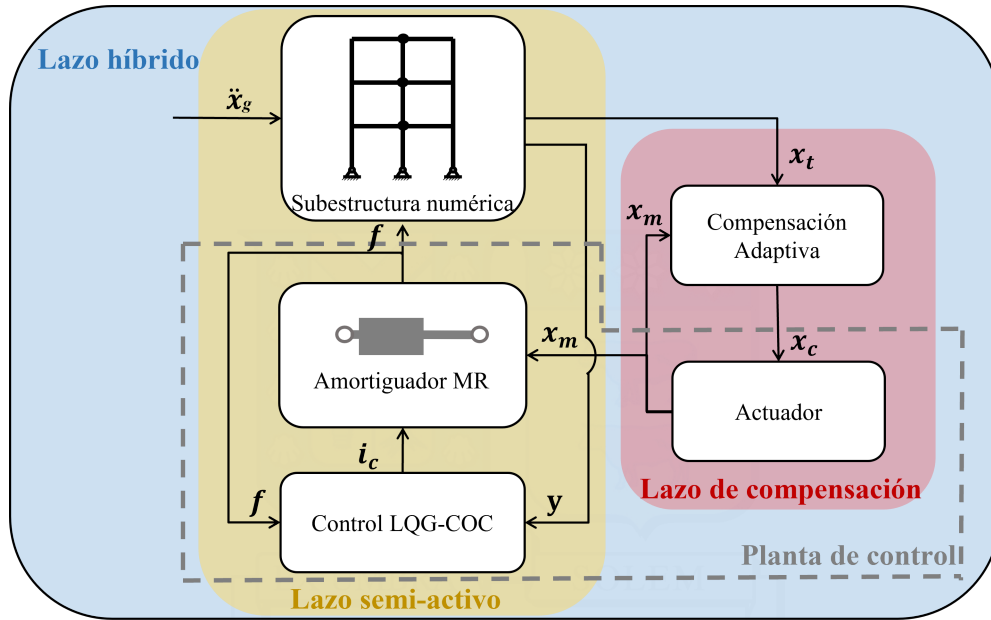 Lazo híbrido
ẍg
Subestructura numérica
xt
xm
Compensación
Adaptiva
f
xm
xc
Amortiguador MR
Actuador
ic
Lazo de compensación
f
Control LQG-COC
y
Planta de control
Lazo semi-activo